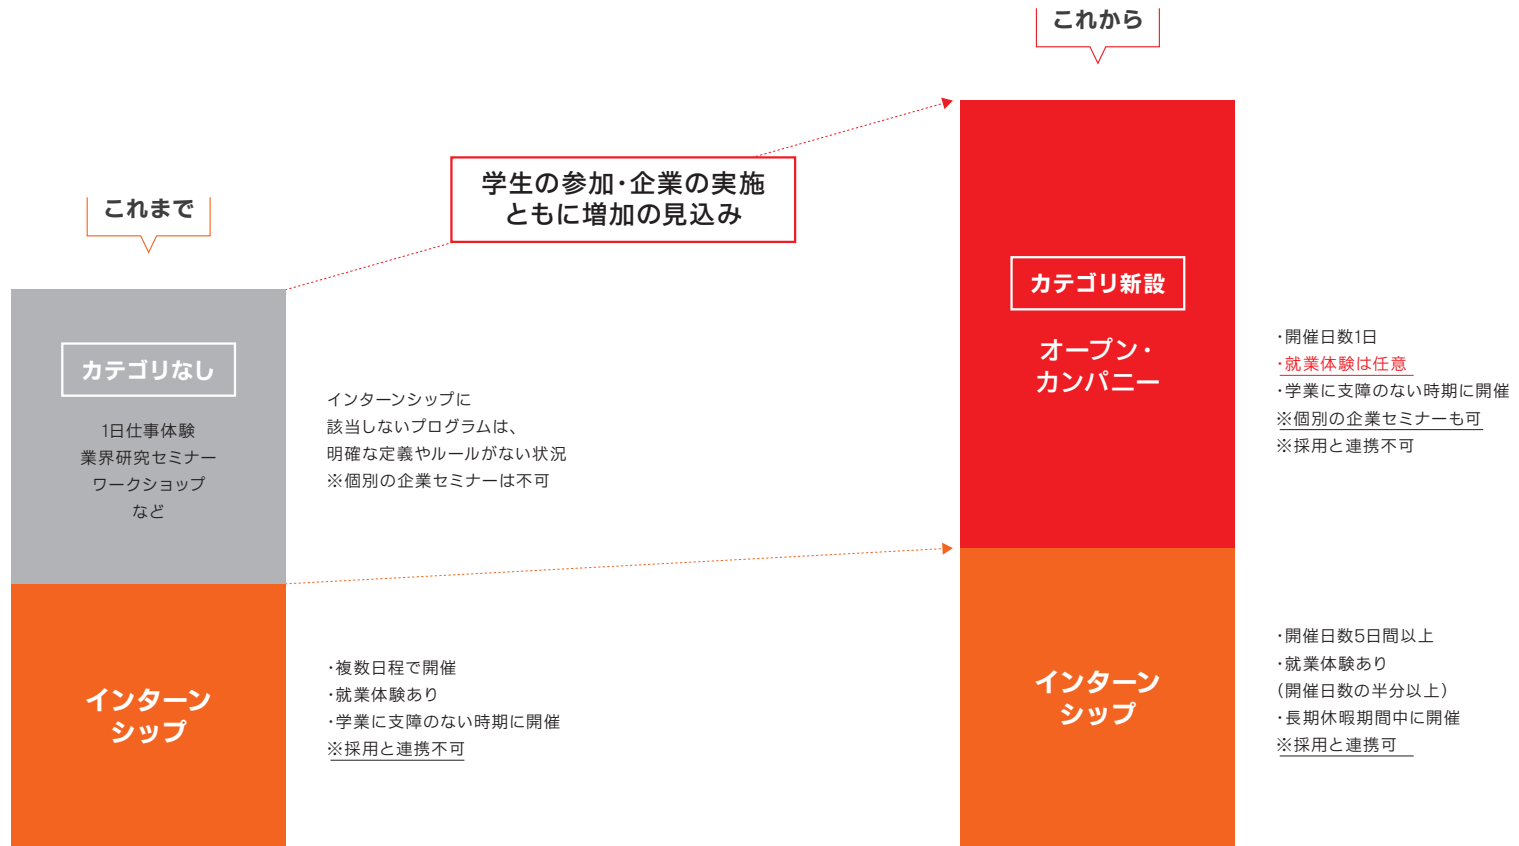 これから
学生の参加・企業の実施
ともに増加の見込み
これまで
カテゴリなし
1日仕事体験
業界研究セミナー
ワークショップ
など
インターンシップに
該当しないプログラムは、
明確な定義やルールがない状況
※個別の企業セミナーは不可
インターン
シップ
・複数日程で開催
・就業体験あり
・学業に支障のない時期に開催
※採用と連携不可
カテゴリ新設
オープン・
カンパニー
・開催日数1日
・就業体験は任意
・学業に支障のない時期に開催
※個別の企業セミナーも可
※採用と連携不可
インターン
シップ
・開催日数5日間以上
・就業体験あり
（開催日数の半分以上）
・長期休暇期間中に開催
※採用と連携可